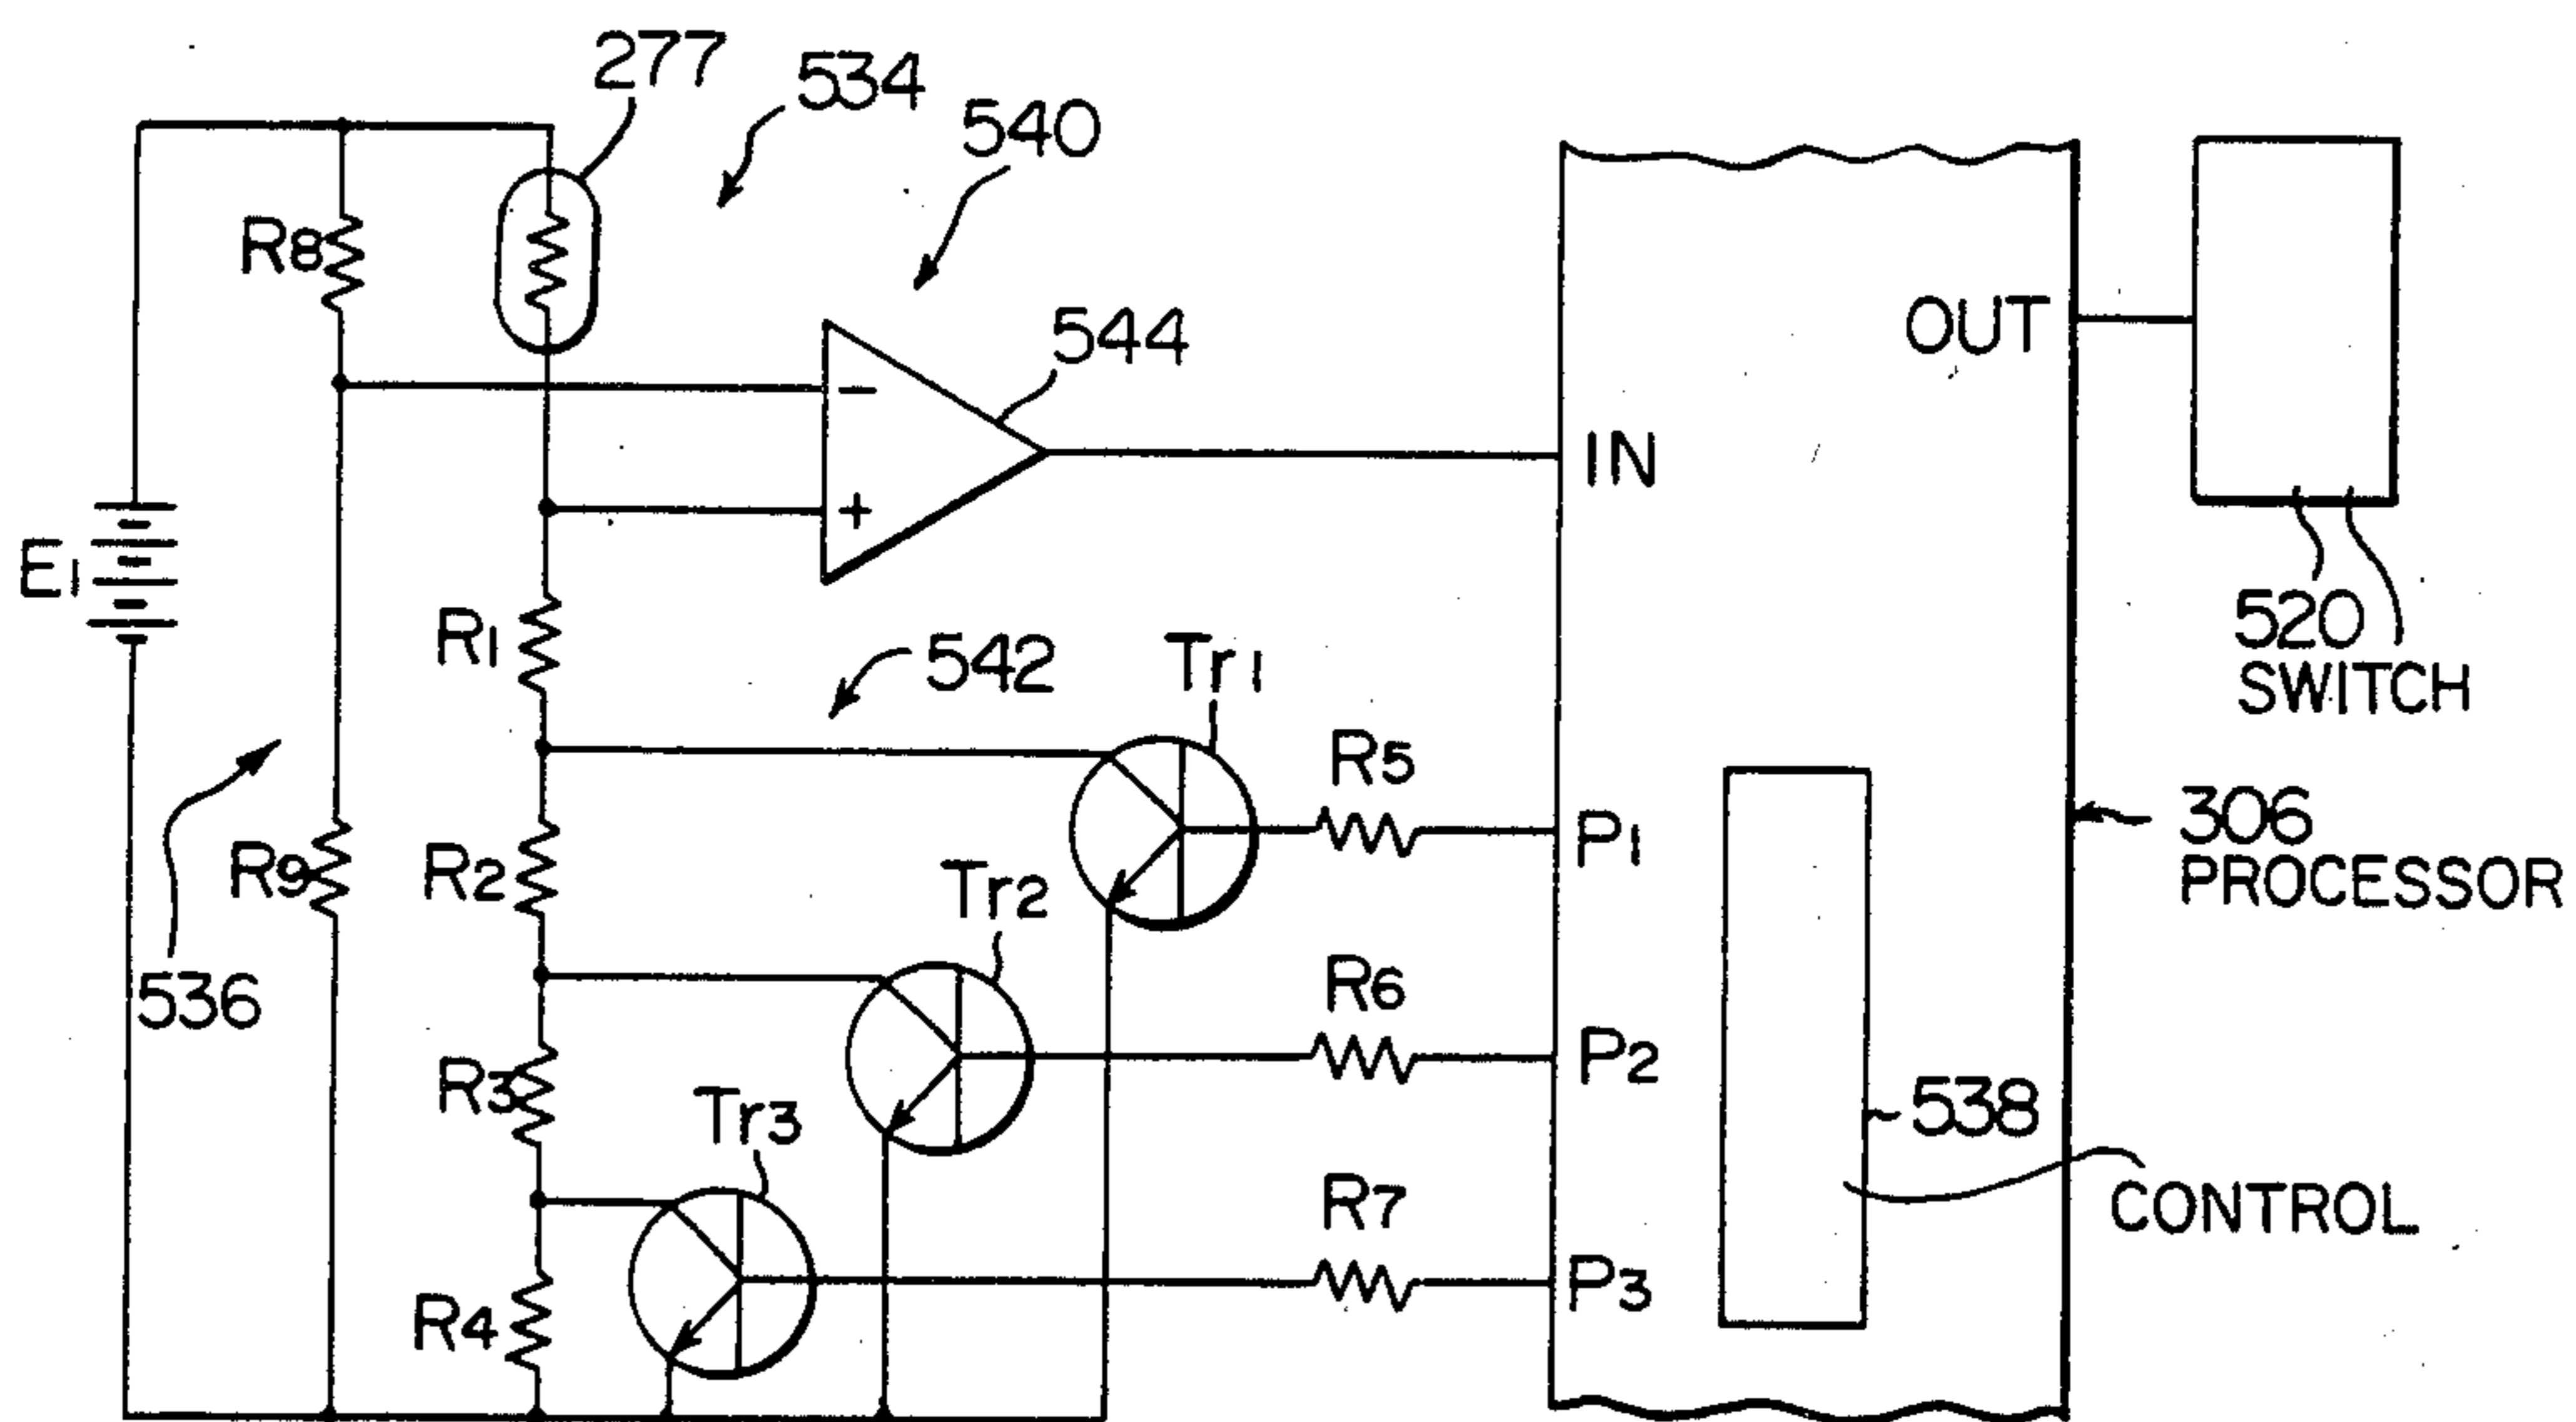 277
534
540
R8
544
OUT
IN
E1
R1
542
Tr1
520
SWITCH
R5
P1
306
PROCESSOR
R9
R2
Tr2
536
R6
P2
R3
Tr3
538
CONTROL
R7
P3
R4
−
+